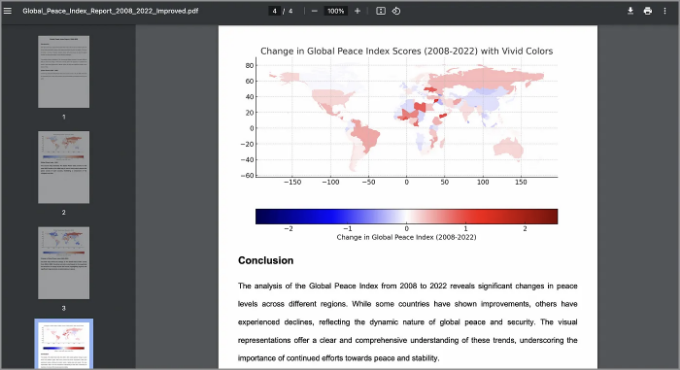 Global_Peace_Index_Report_2008_2022_Improved.pdf
4 / 4
100%
1
2
3
Change in Global Peace Index Scores (2008-2022) with Vivid Colors
80
60
40
20
0
−20
−40
−60
−150 −100 −50 0 50 100 150
−2 −1 0 1 2
Change in Global Peace Index (2008-2022)
Conclusion
The analysis of the Global Peace Index from 2008 to 2022 reveals significant changes in peace
levels across different regions. While some countries have shown improvements, others have
experienced declines, reflecting the dynamic nature of global peace and security. The visual
representations offer a clear and comprehensive understanding of these trends, underscoring the
importance of continued efforts towards peace and stability.